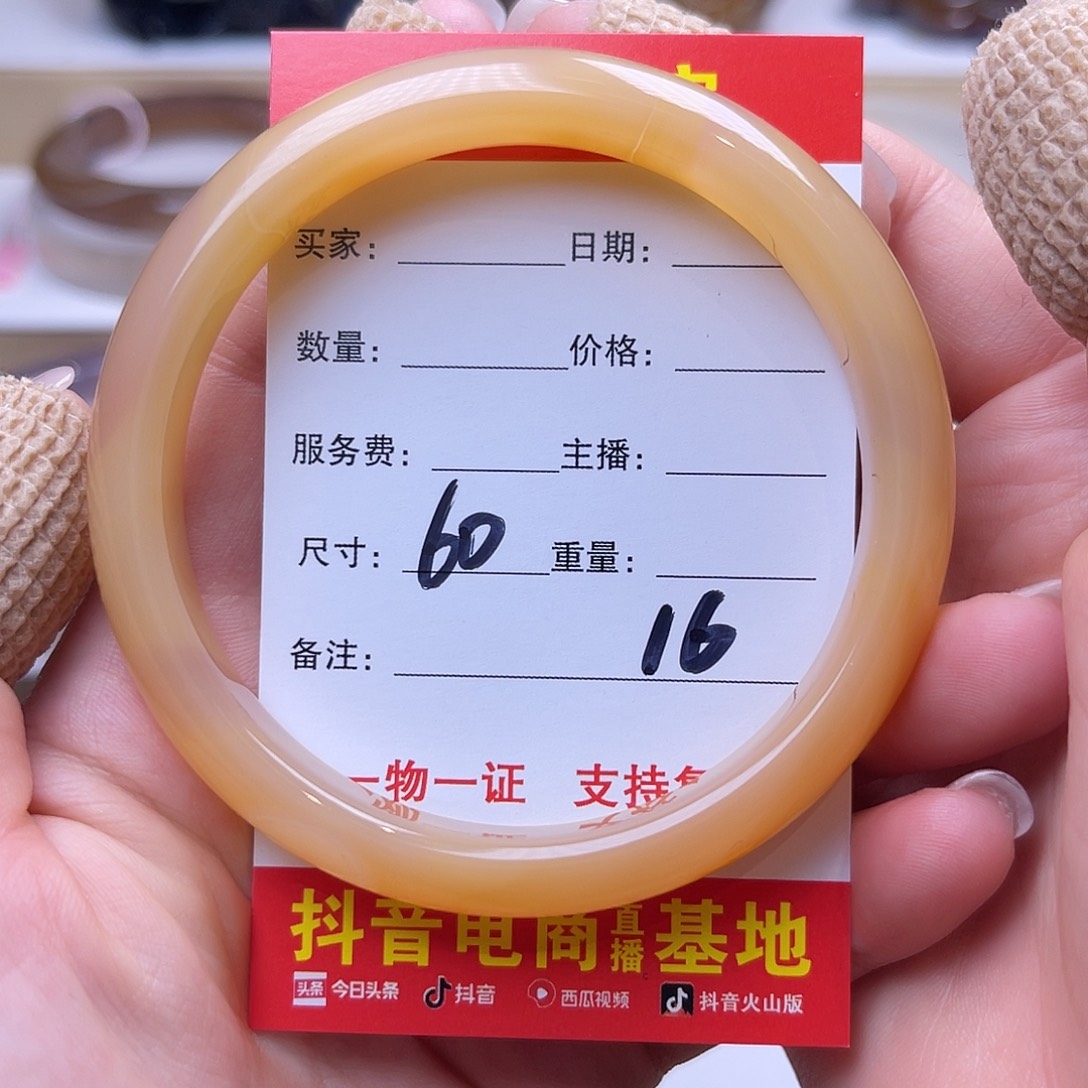 买家： 日期：
数量： 价格：
服务费： 主播：
尺寸：60 重量：
16
备注：
一物一证 支持
抖音电商直播基地
头条 今日头条 抖音 西瓜视频 抖音火山版